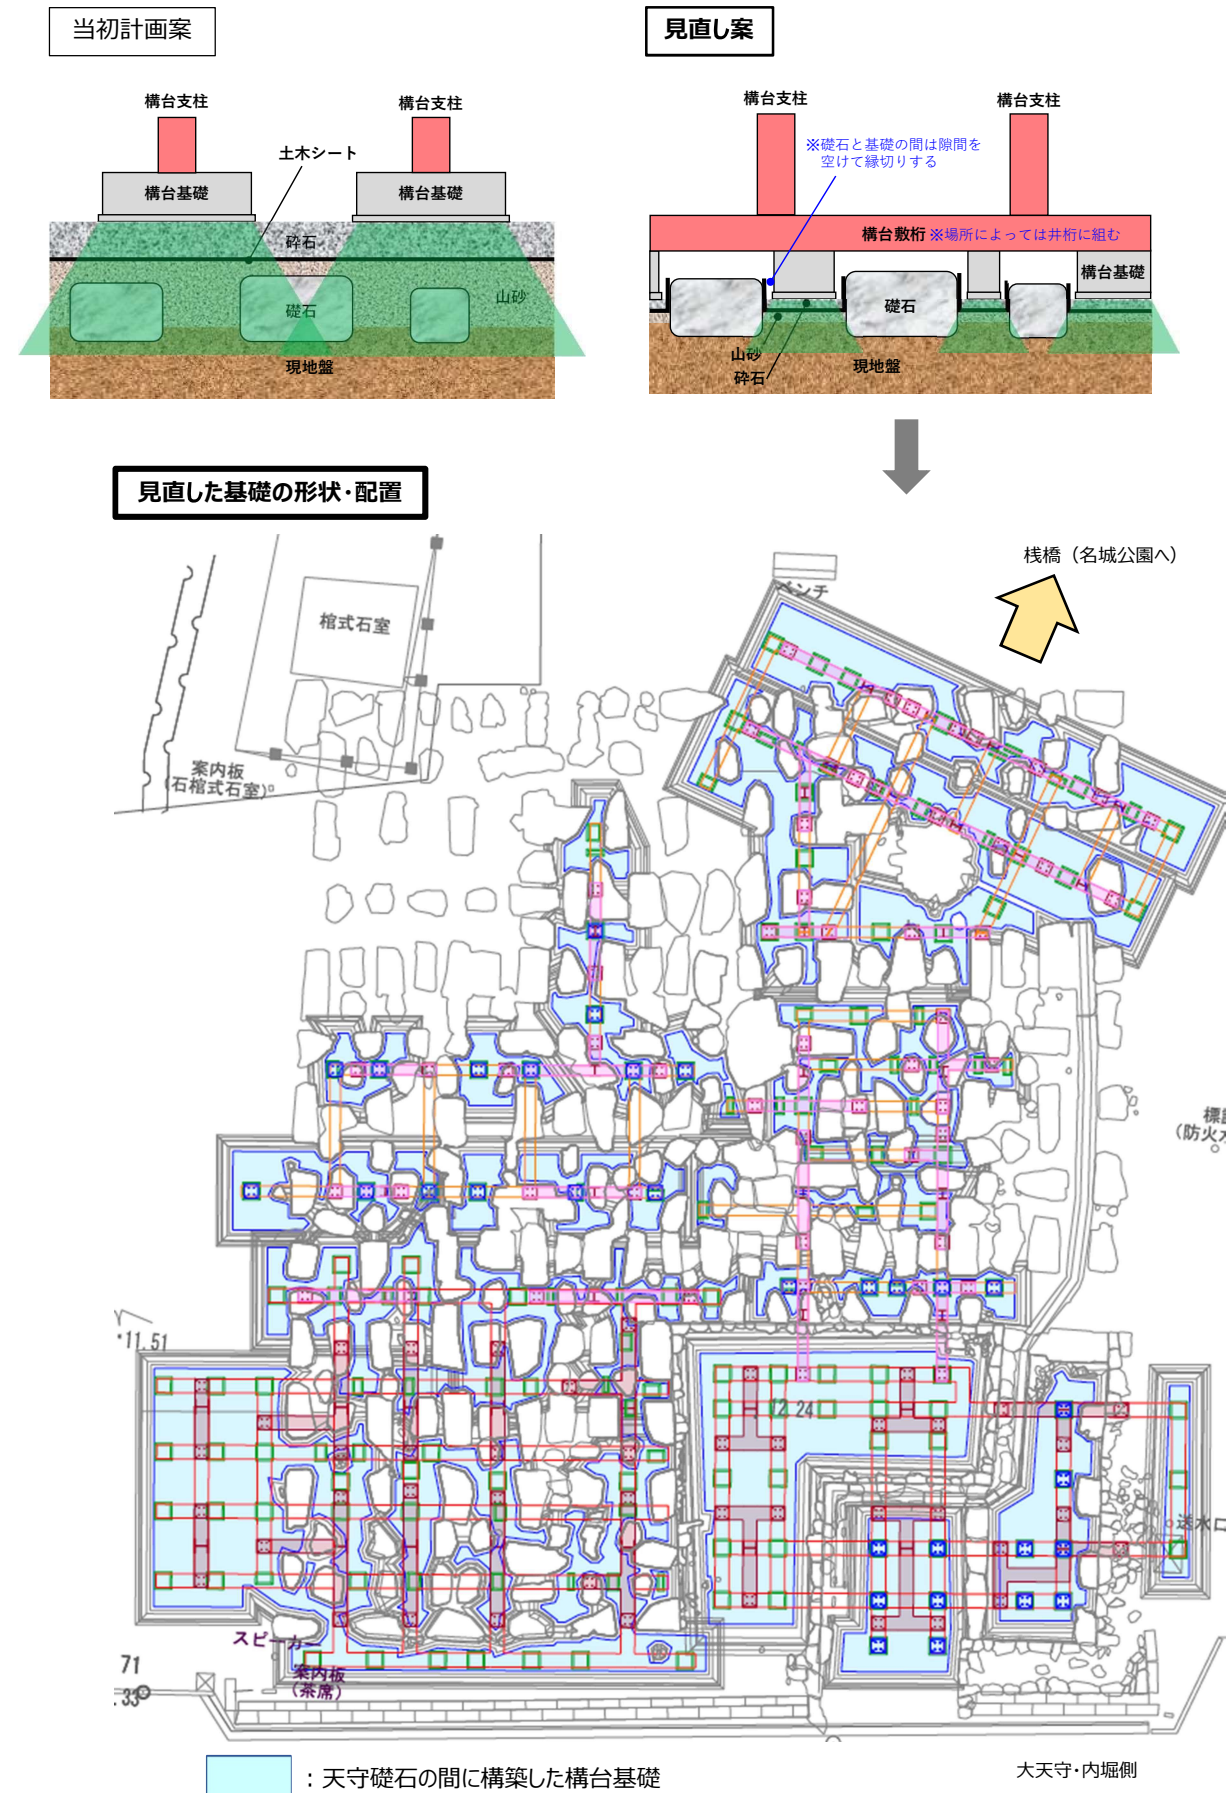 当初計画案
見直し案
構台支柱
構台支柱
土木シート
構台基礎
構台基礎
砕石
礎石
山砂
現地盤
構台支柱
構台支柱
※礎石と基礎の間は隙間を
空けて縁切りする
構台敷桁 ※場所によっては井桁に組む
構台基礎
礎石
山砂
砕石
現地盤
見直した基礎の形状・配置
桟橋（名城公園へ）
ベンチ
棺式石室
案内板
(石棺式石室)
11.51
12.24
(防火水
送水口
スピーカー
案内板
(茶席)
71
.33
：天守礎石の間に構築した構台基礎
大天守・内堀側